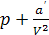 p + a′/V²